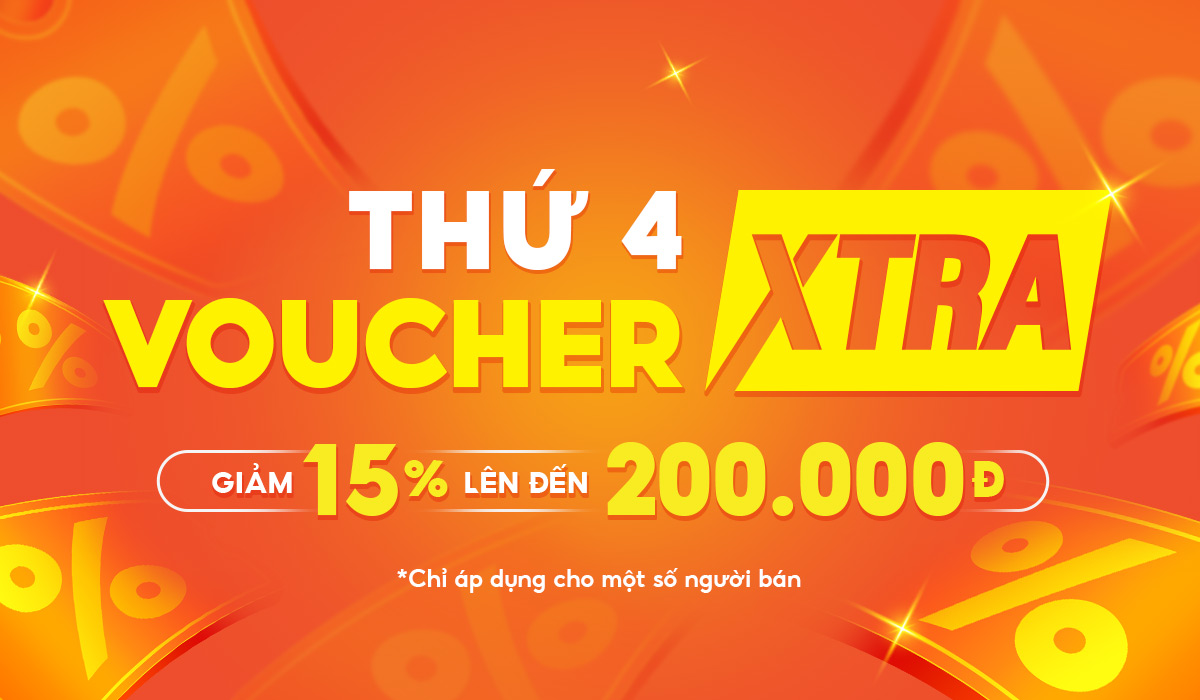 THỨ 4
VOUCHER XTRA
GIẢM 15% LÊN ĐẾN 200.000Đ
*Chỉ áp dụng cho một số người bán